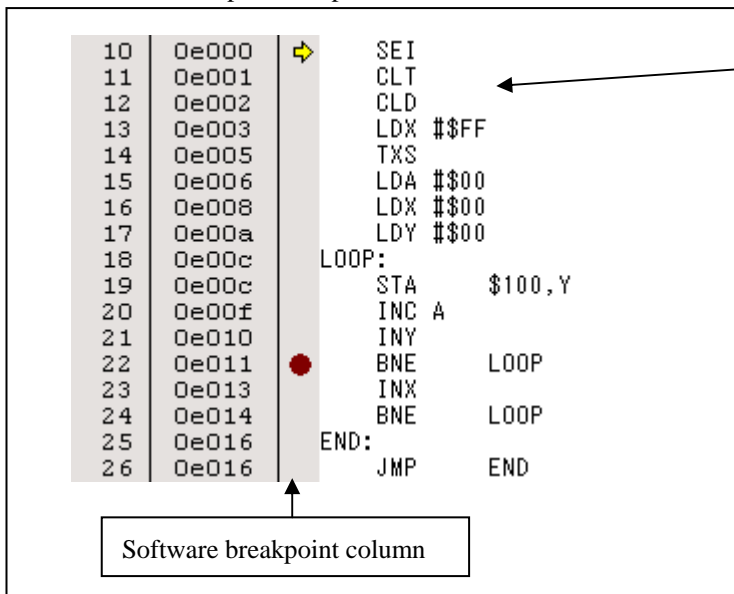 10 0e000 SEI
11 0e001 CLT
12 0e002 CLD
13 0e003 LDX #$FF
14 0e005 TXS
15 0e006 LDA #$00
16 0e008 LDX #$00
17 0e00a LDY #$00
18 0e00c LOOP:
19 0e00c STA $100,Y
20 0e00f INC A
21 0e010 INY
22 0e011 BNE LOOP
23 0e013 INX
24 0e014 BNE LOOP
25 0e016 END:
26 0e016 JMP END
Software breakpoint column